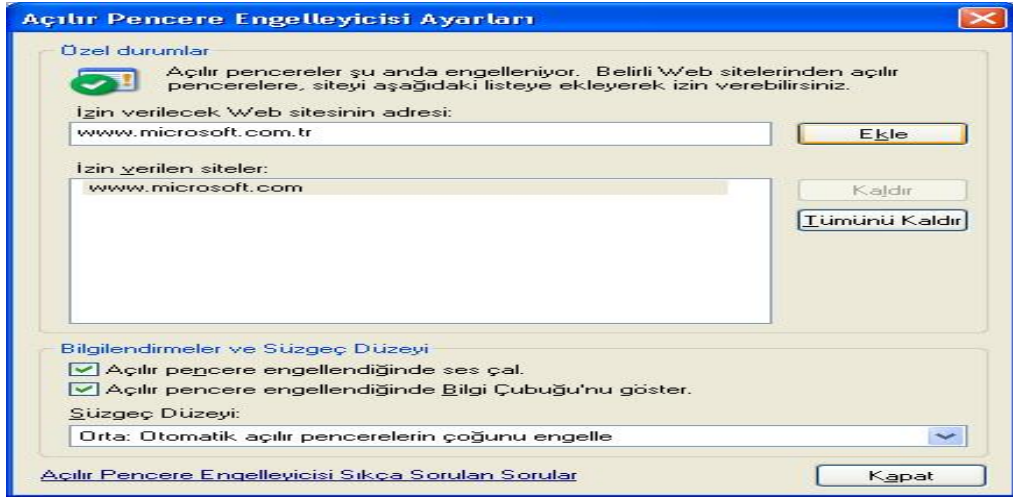 Açılır Pencere Engelleyicisi Ayarları
Özel durumlar
Açılır pencereler şu anda engelleniyor. Belirli Web sitelerinden açılır
pencerelere, siteyi aşağıdaki listeye ekleyerek izin verebilirsiniz.
İzin verilecek Web sitesinin adresi:
www.microsoft.com.tr
Ekle
İzin verilen siteler:
www.microsoft.com
Kaldır
Tümünü Kaldır
Bilgilendirmeler ve Süzgeç Düzeyi
Açılır pencere engellendiğinde ses çal.
Açılır pencere engellendiğinde Bilgi Çubuğu'nu göster.
Süzgeç Düzeyi:
Orta: Otomatik açılır pencerelerin çoğunu engelle
Açılır Pencere Engelleyicisi Sıkça Sorulan Sorular
Kapat